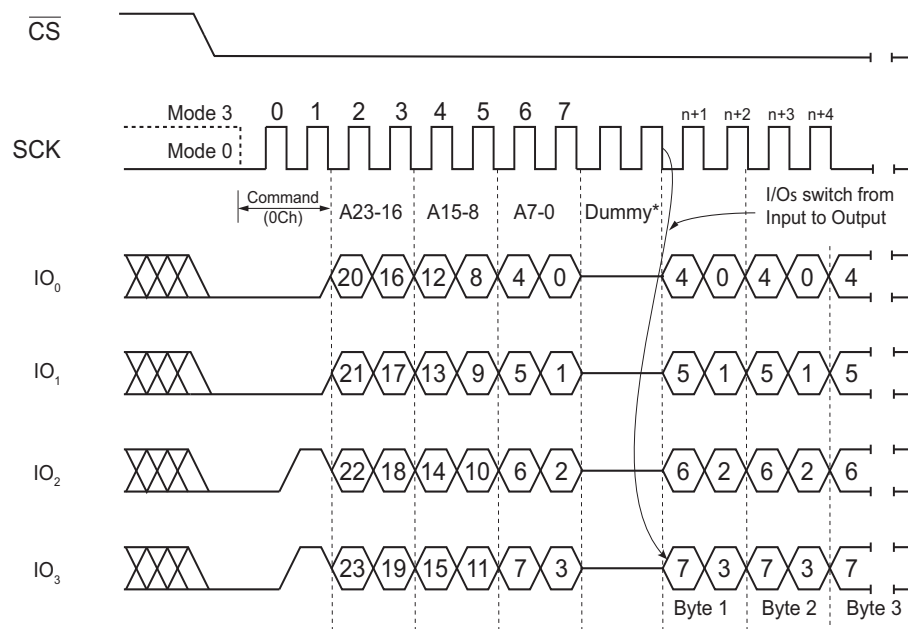 CS
Mode 3
0 1 2 3 4 5 6 7
n+1 n+2 n+3 n+4
SCK
Mode 0
Command
(0Ch)
A23-16 A15-8 A7-0 Dummy*
I/Os switch from
Input to Output
IO0
20 16 12 8 4 0 4 0 4 0 4
IO1
21 17 13 9 5 1 5 1 5 1 5
IO2
22 18 14 10 6 2 6 2 6 2 6
IO3
23 19 15 11 7 3 7 3 7 3 7
Byte 1 Byte 2 Byte 3